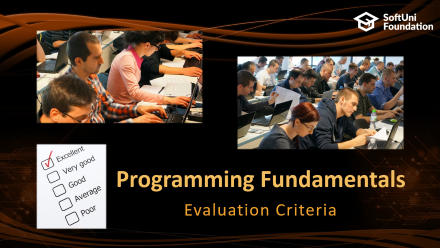 SoftUni
Foundation
Excellent
Very good
Good
Average
Poor
Programming Fundamentals
Evaluation Criteria